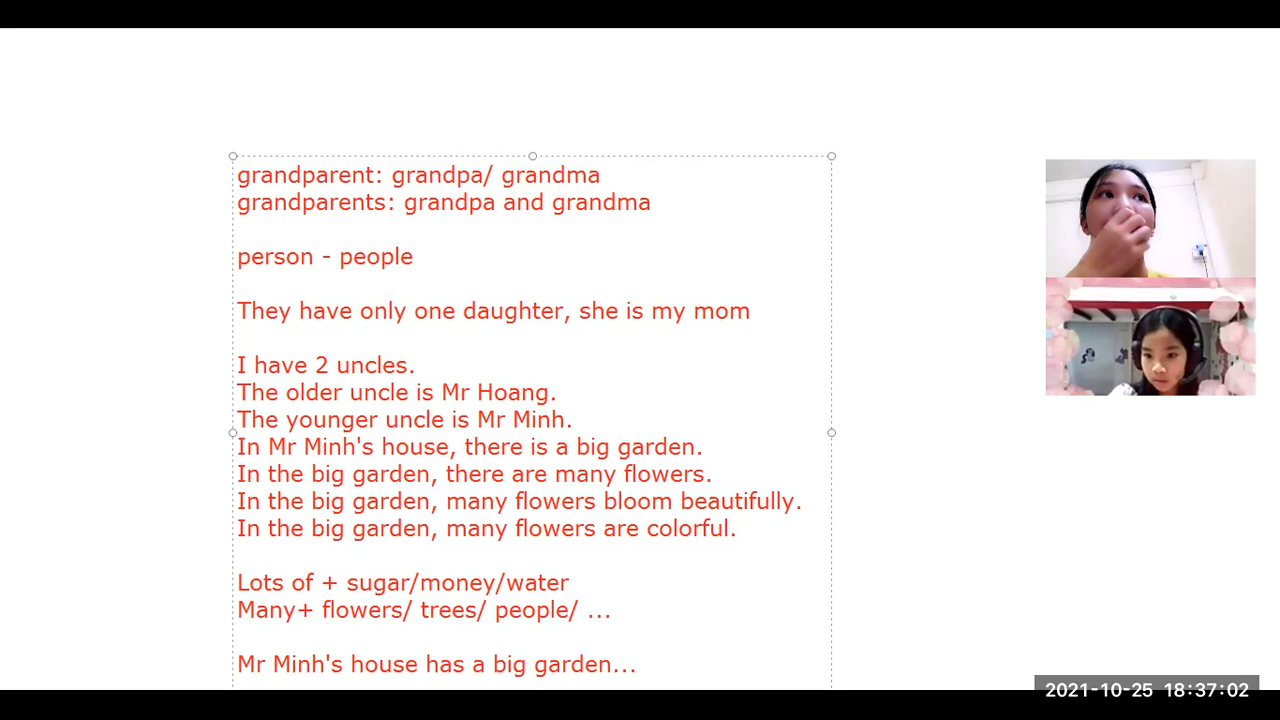 grandparent: grandpa/ grandma
grandparents: grandpa and grandma
person - people
They have only one daughter, she is my mom
I have 2 uncles.
The older uncle is Mr Hoang.
The younger uncle is Mr Minh.
In Mr Minh's house, there is a big garden.
In the big garden, there are many flowers.
In the big garden, many flowers bloom beautifully.
In the big garden, many flowers are colorful.
Lots of + sugar/money/water
Many+ flowers/ trees/ people/ ...
Mr Minh's house has a big garden...
2021-10-25 18:37:02